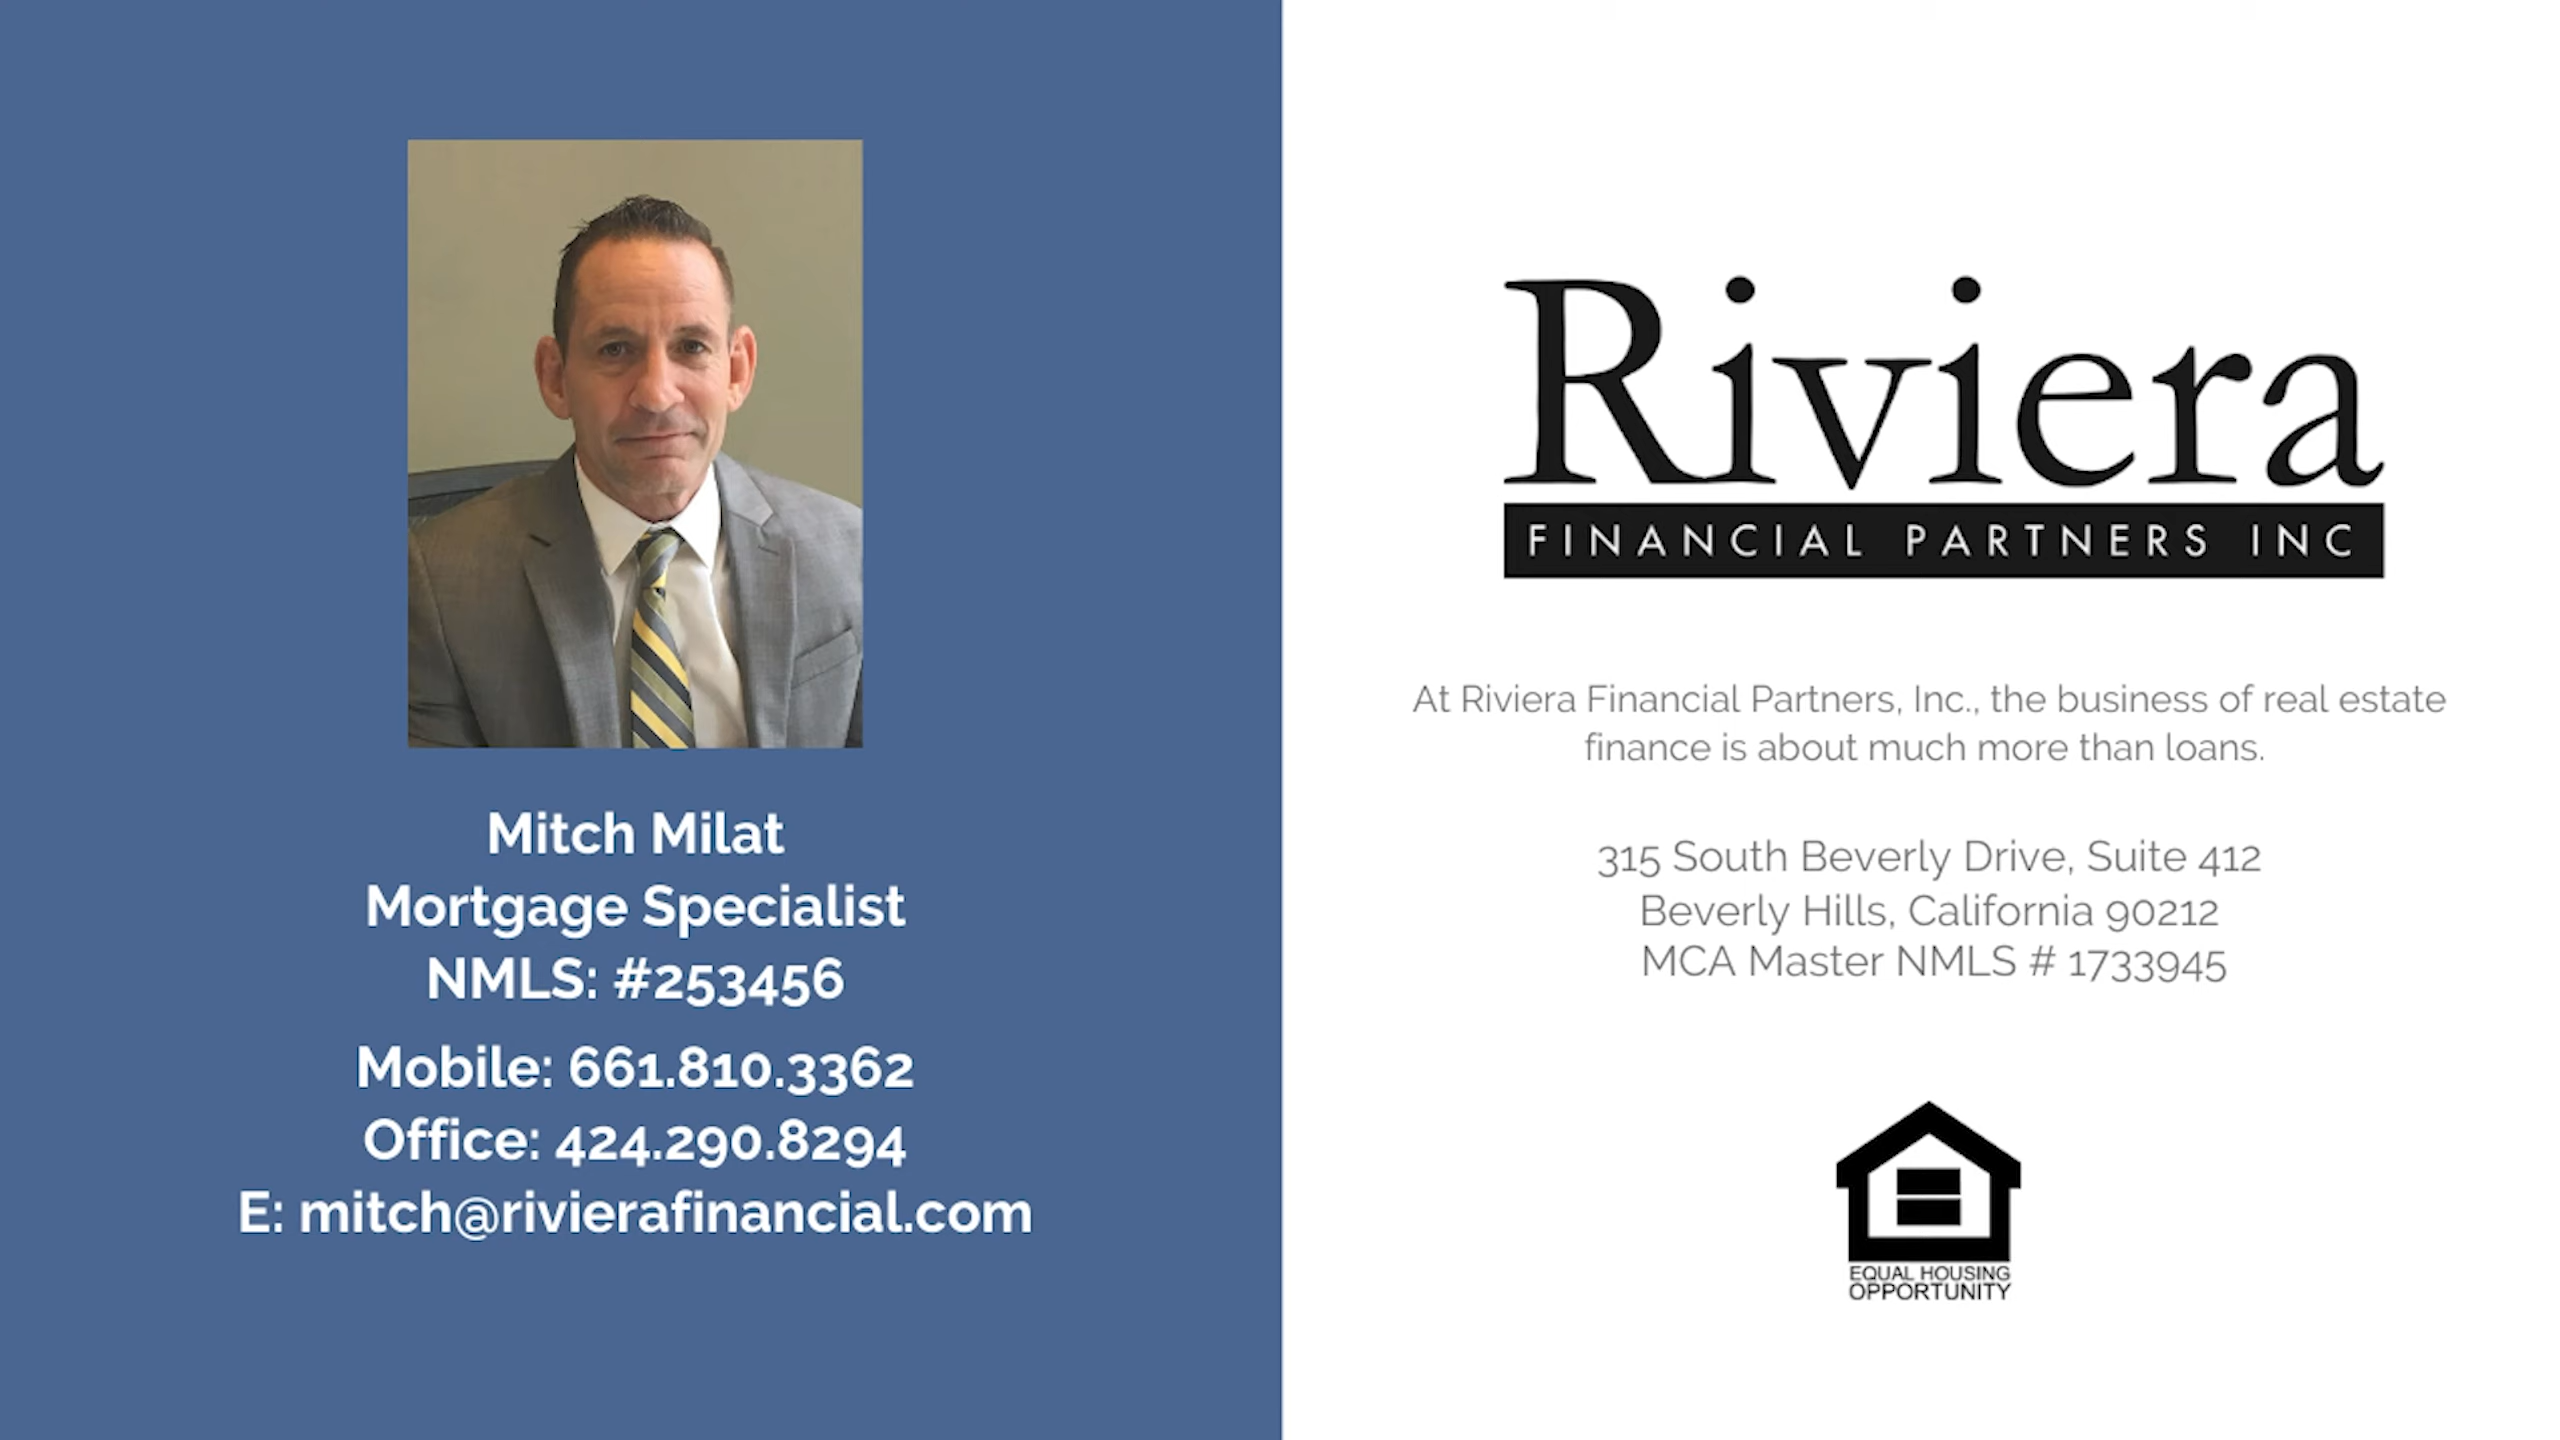 Mitch Milat
Mortgage Specialist
NMLS: #253456
Mobile: 661.810.3362
Office: 424.290.8294
E: mitch@rivierafinancial.com
Riviera
FINANCIAL PARTNERS INC
At Riviera Financial Partners, Inc., the business of real estate
finance is about much more than loans.
315 South Beverly Drive, Suite 412
Beverly Hills, California 90212
MCA Master NMLS # 1733945
EQUAL HOUSING
OPPORTUNITY